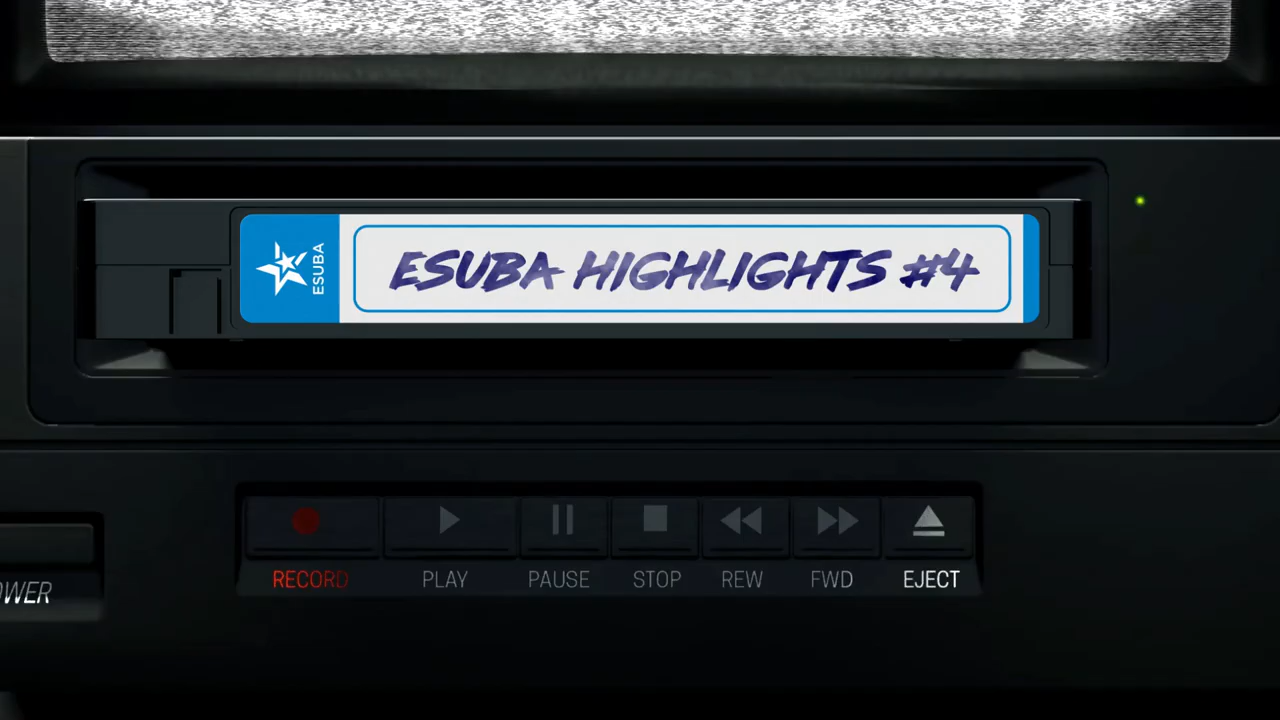 ESUBA
ESUBA HIGHLIGHTS #4
RECORD PLAY PAUSE STOP REW FWD EJECT
OWER